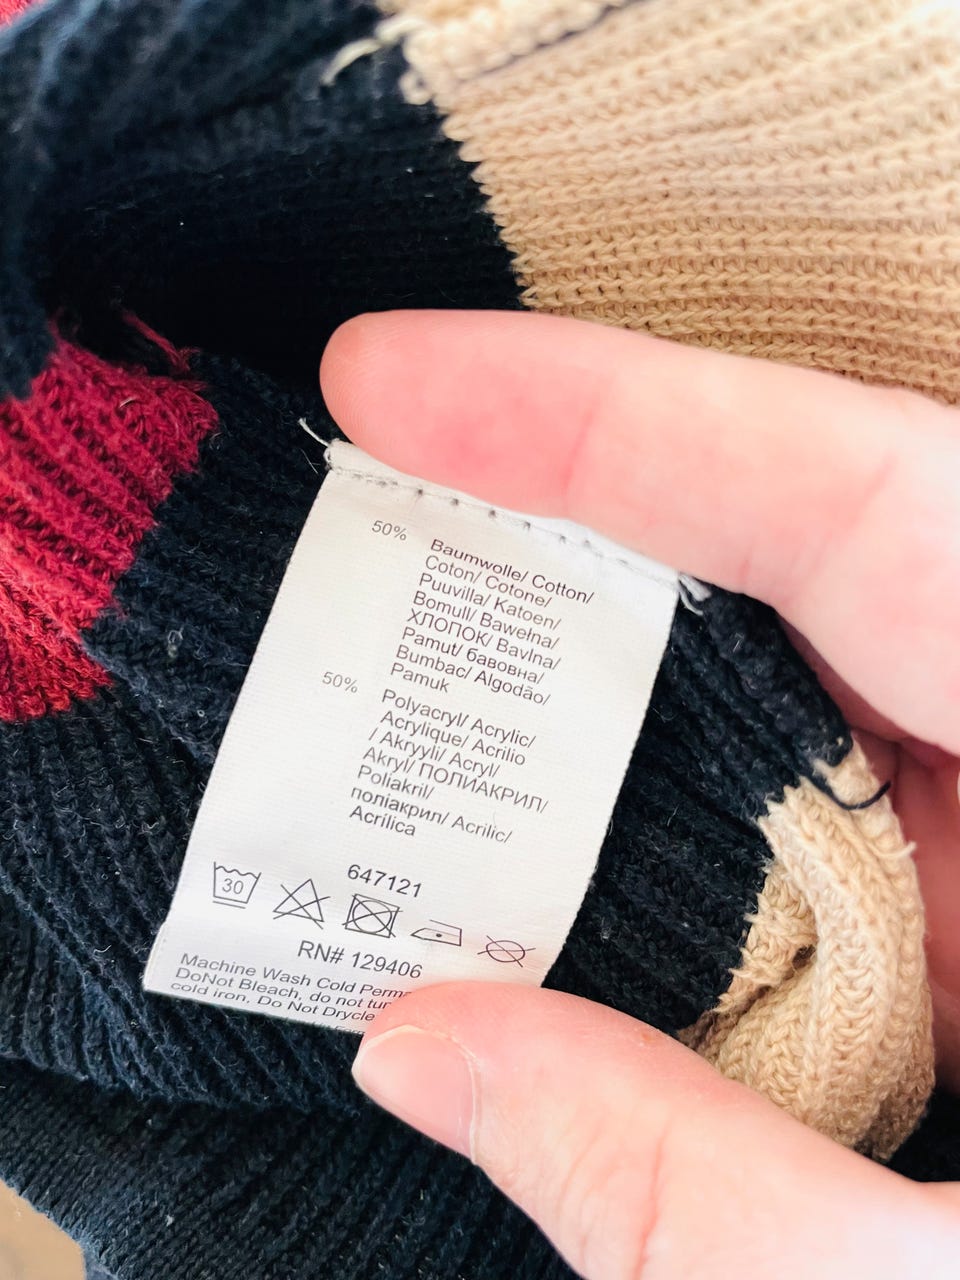 50% Baumwolle/ Cotton/
Coton/ Cotone/
Puuvilla/ Katoen/
Bomull/ Bawełna/
ХЛОПОК/ Bavlna/
Pamut/ бавовна/
Bumbac/ Algodão/
Pamuk
50% Polyacryl/ Acrylic/
Acrylique/ Acrilio
/ Akryyli/ Acryl/
Akryl/ ПОЛИАКРИЛ/
Poliakril/
поліакрил/ Acrilic/
Acrílica
647121
30
RN# 129406
Machine Wash Cold
DoNot Bleach, do not
cold iron, Do Not